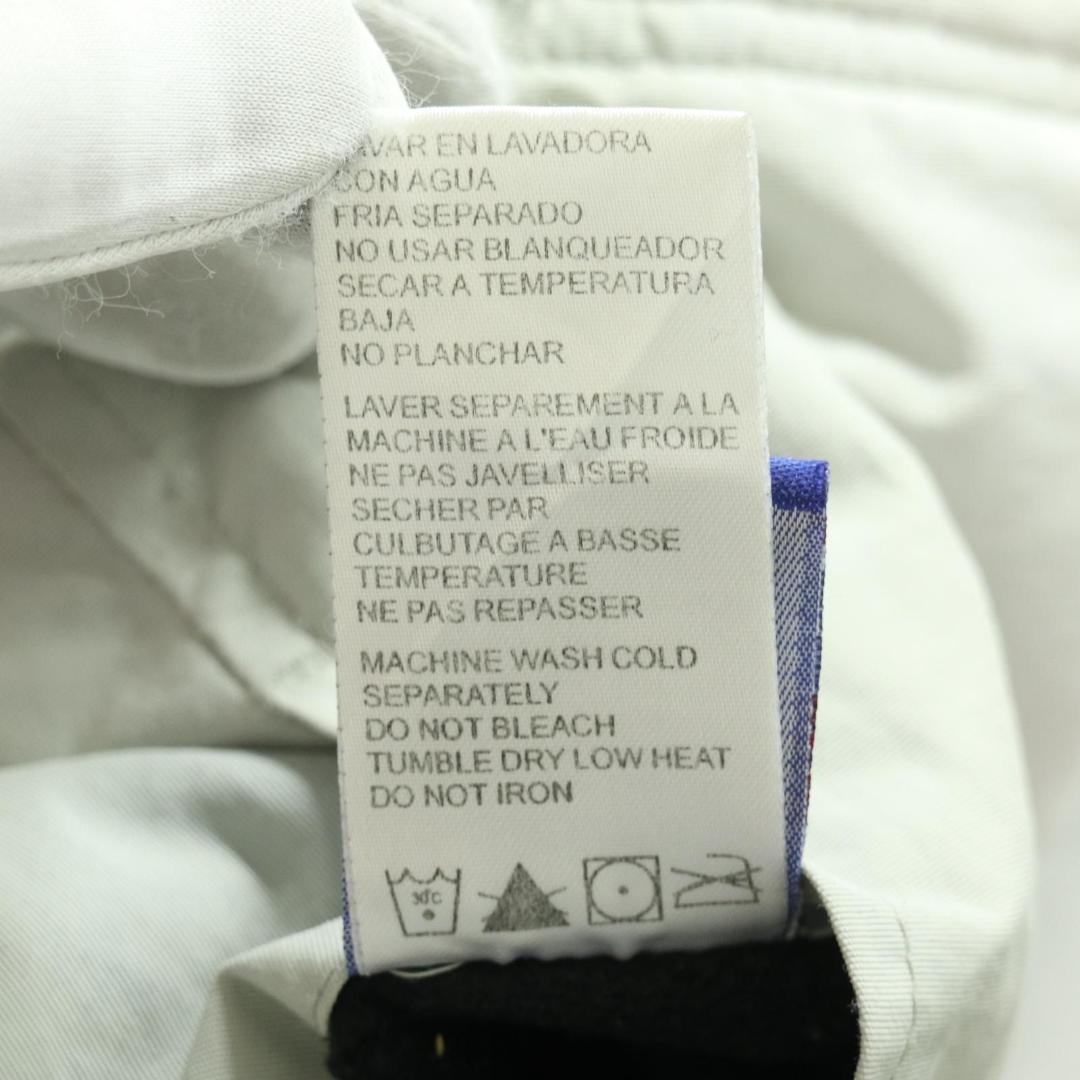 AVAR EN LAVADORA
CON AGUA
FRIA SEPARADO
NO USAR BLANQUEADOR
SECAR A TEMPERATURA
BAJA
NO PLANCHAR
LAVER SEPAREMENT A LA
MACHINE A L'EAU FROIDE
NE PAS JAVELLISER
SECHER PAR
CULBUTAGE A BASSE
TEMPERATURE
NE PAS REPASSER
MACHINE WASH COLD
SEPARATELY
DO NOT BLEACH
TUMBLE DRY LOW HEAT
DO NOT IRON
30°C